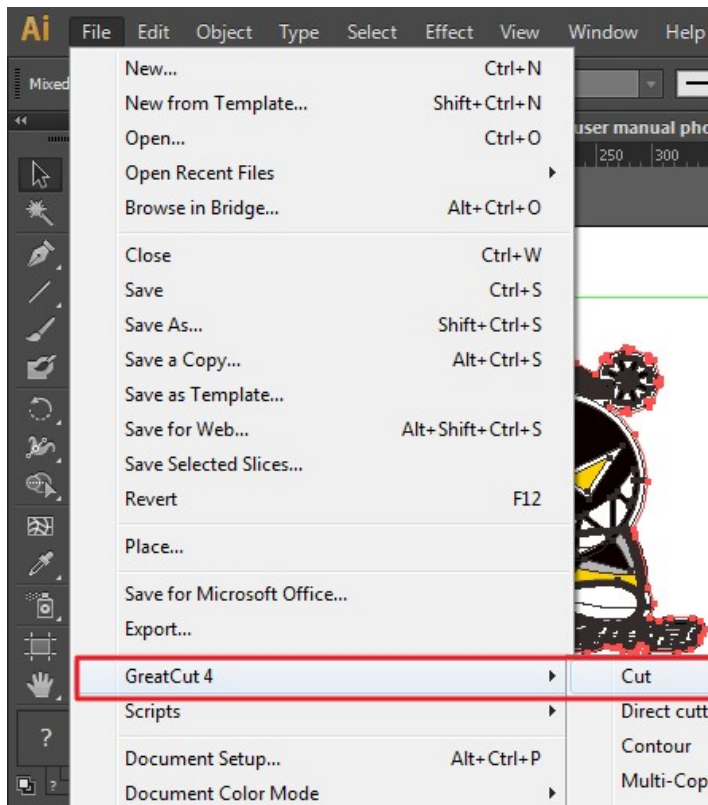 Ai File Edit Object Type Select Effect View Window Help
Mixed
New... Ctrl+N
New from Template... Shift+Ctrl+N
Open... Ctrl+O
Open Recent Files
Browse in Bridge... Alt+Ctrl+O
Close Ctrl+W
Save Ctrl+S
Save As... Shift+Ctrl+S
Save a Copy... Alt+Ctrl+S
Save as Template...
Save for Web... Alt+Shift+Ctrl+S
Save Selected Slices...
Revert F12
Place...
Save for Microsoft Office...
Export...
GreatCut 4
Scripts
Document Setup... Alt+Ctrl+P
Document Color Mode
user manual pho
250 300
Cut
Direct cutt
Contour
Multi-Cop
?
?